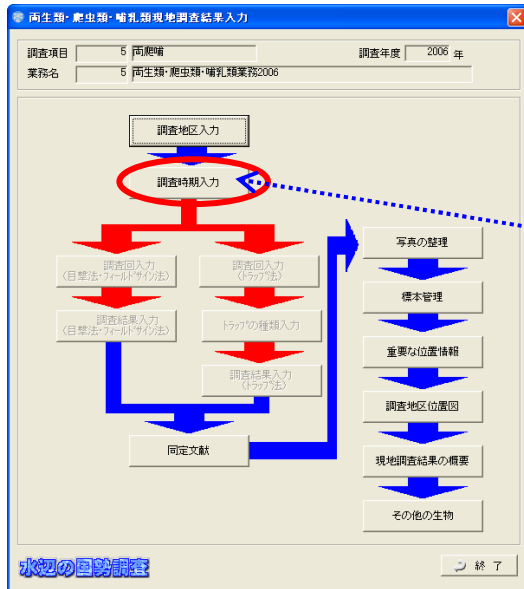 両生類・爬虫類・哺乳類現地調査結果入力
調査項目 5 両爬哺 調査年度 2006 年
業務名 5 両生類・爬虫類・哺乳類業務2006
調査地区入力
調査時期入力
調査回入力
(目撃法・フィールドサイン法)
調査結果入力
(目撃法・フィールドサイン法)
調査回入力
(トラップ法)
トラップの種類入力
調査結果入力
(トラップ法)
同定文献
写真の整理
標本管理
重要な位置情報
調査地区位置図
現地調査結果の概要
その他の生物
水辺の国勢調査
終了